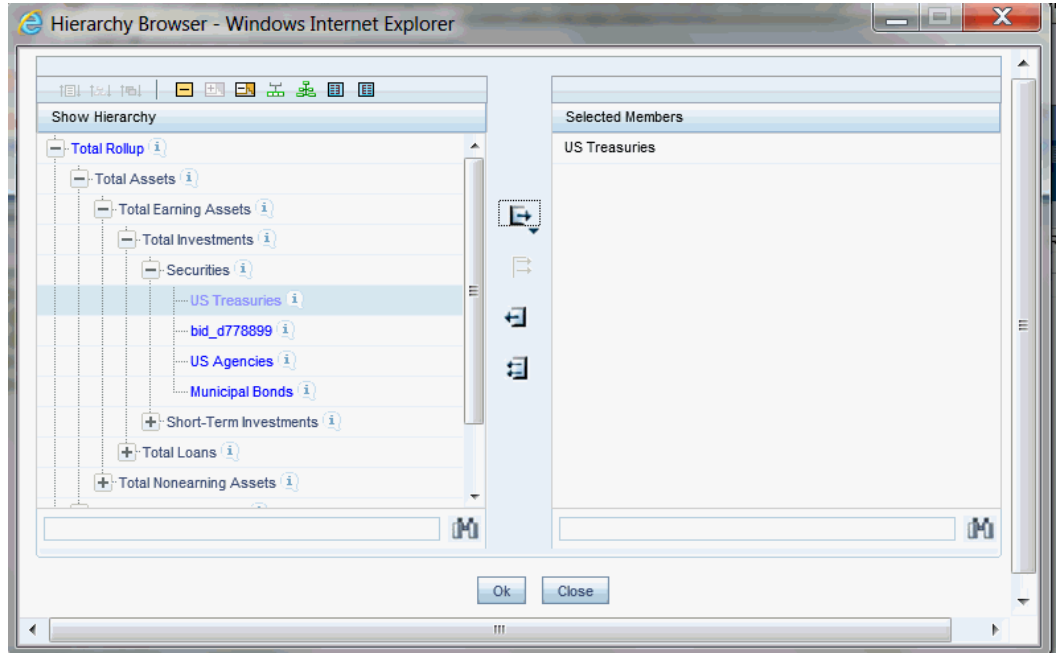 Hierarchy Browser - Windows Internet Explorer
Show Hierarchy
Selected Members
Total Rollup
US Treasuries
Total Assets
Total Earning Assets
Total Investments
Securities
US Treasuries
bid_d778899
US Agencies
Municipal Bonds
Short-Term Investments
Total Loans
Total Nonearning Assets
Ok
Close